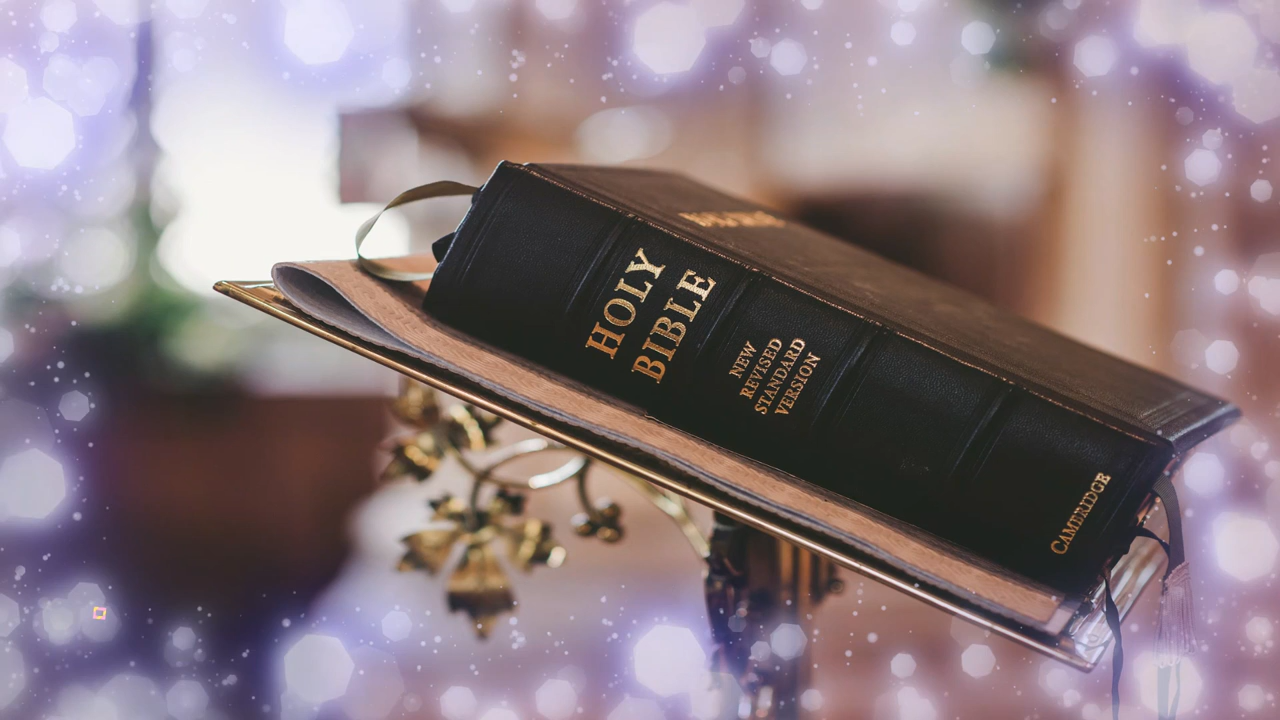 HOLY
BIBLE
NEW
REVISED
STANDARD
VERSION
CAMBRIDGE